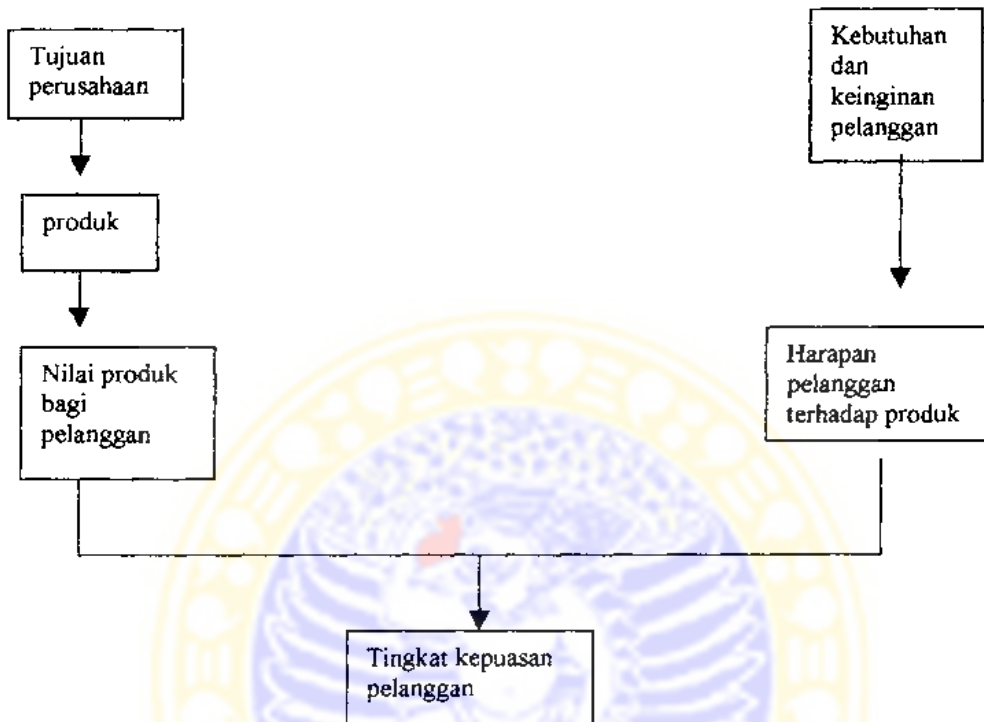 Tujuan
perusahaan
produk
Nilai produk
bagi
pelanggan
Kebutuhan
dan
keinginan
pelanggan
Harapan
pelanggan
terhadap produk
Tingkat kepuasan
pelanggan